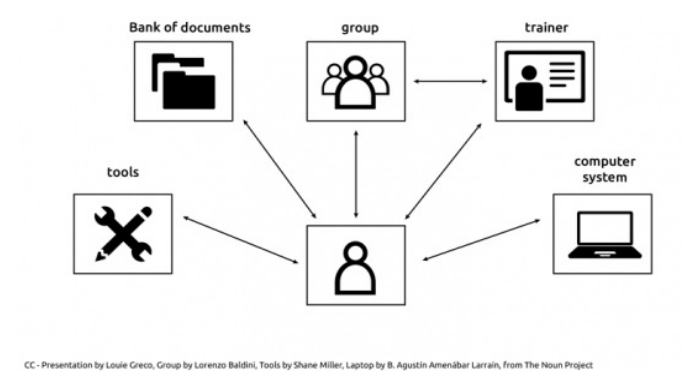 Bank of documents
group
trainer
tools
computer
system
CC - Presentation by Louie Greco, Group by Lorenzo Baldini, Tools by Shane Miller, Laptop by B. Agustín Amenábar Larraín, from The Noun Project